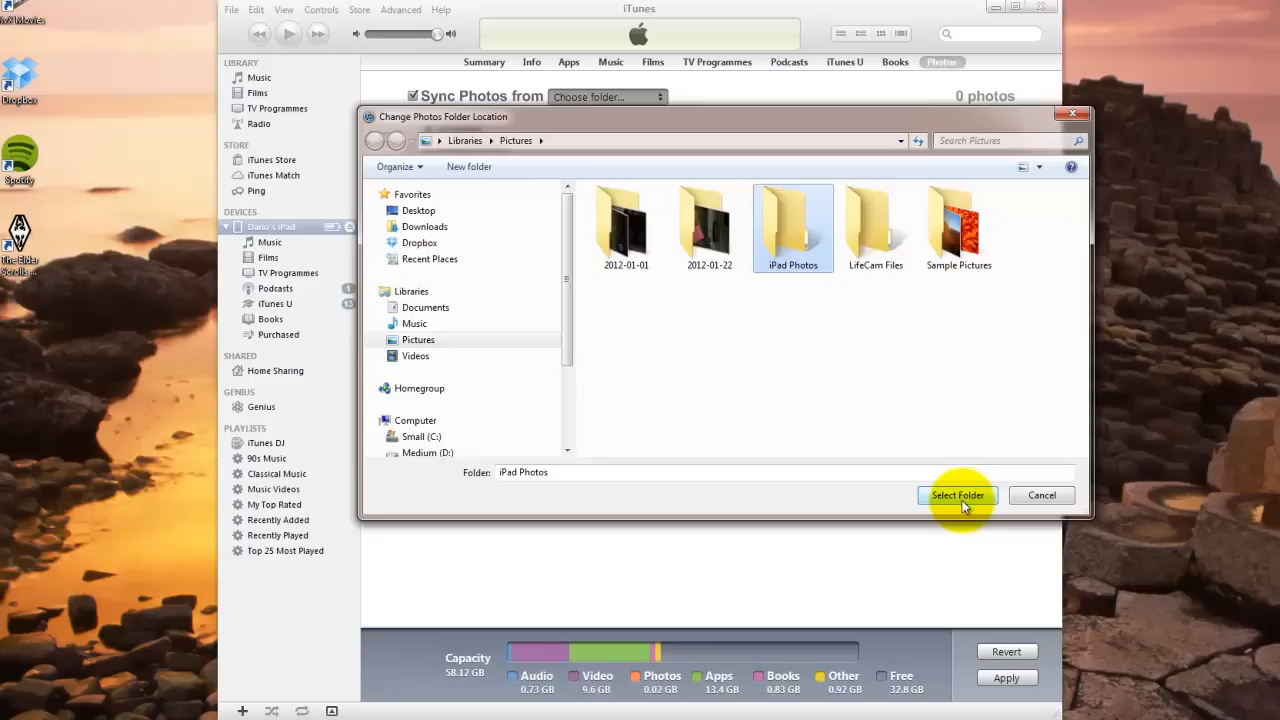 File Edit View Controls Store Advanced Help
iTunes
LIBRARY
Music
Films
TV Programmes
Radio
STORE
iTunes Store
iTunes Match
Ping
DEVICES
Dario's iPad
Music
Films
TV Programmes
Podcasts 1
iTunes U 13
Books
Purchased
SHARED
Home Sharing
GENIUS
Genius
PLAYLISTS
iTunes DJ
90s Music
Classical Music
Music Videos
My Top Rated
Recently Added
Recently Played
Top 25 Most Played
Summary Info Apps Music Films TV Programmes Podcasts iTunes U Books Photos
Sync Photos from Choose folder... 0 photos
Change Photos Folder Location
Libraries Pictures
Search Pictures
Organize New folder
Favorites
Desktop
Downloads
Dropbox
Recent Places
Libraries
Documents
Music
Pictures
Videos
Homegroup
Computer
Small (C:)
Medium (D:)
2012-01-01
2012-01-22
iPad Photos
LifeCam Files
Sample Pictures
Folder: iPad Photos
Select Folder Cancel
Capacity
58.12 GB
Audio
0.73 GB
Video
9.6 GB
Photos
0.02 GB
Apps
13.4 GB
Books
0.83 GB
Other
0.92 GB
Free
32.8 GB
Revert
Apply
Dropbox
Spotify
The Elder
Scrolls ...